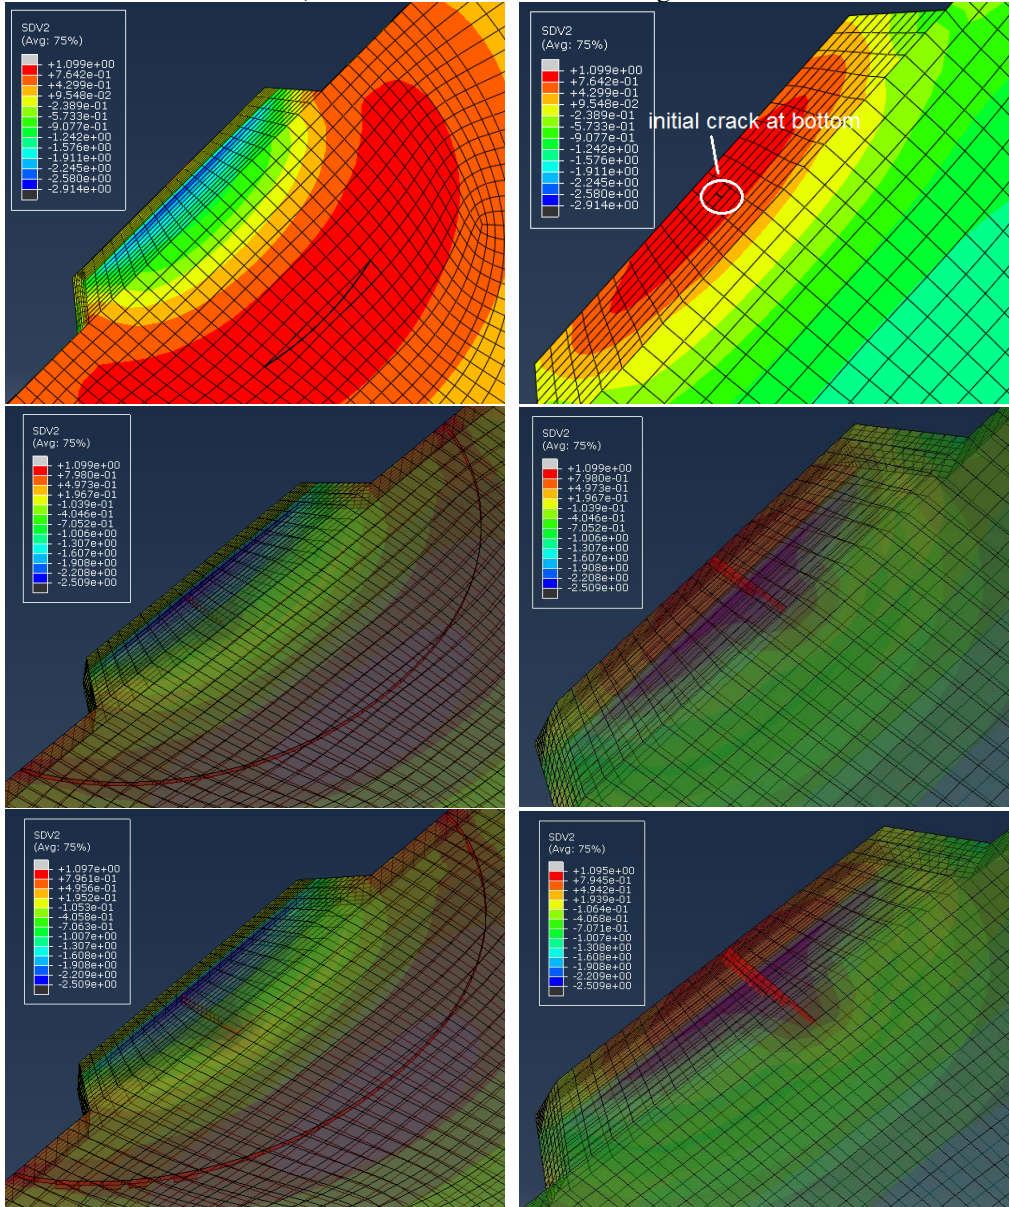 SDV2
(Avg: 75%)
+1.099e+00
+7.642e-01
+4.299e-01
+9.548e-02
-2.389e-01
-5.733e-01
-9.077e-01
-1.242e+00
-1.576e+00
-1.911e+00
-2.245e+00
-2.580e+00
-2.914e+00
SDV2
(Avg: 75%)
+1.099e+00
+7.642e-01
+4.299e-01
+9.548e-02
-2.389e-01
-5.733e-01
-9.077e-01
-1.242e+00
-1.576e+00
-1.911e+00
-2.245e+00
-2.580e+00
-2.914e+00
initial crack at bottom
SDV2
(Avg: 75%)
+1.099e+00
+7.980e-01
+4.973e-01
+1.967e-01
-1.039e-01
-4.046e-01
-7.052e-01
-1.006e+00
-1.307e+00
-1.607e+00
-1.908e+00
-2.208e+00
-2.509e+00
SDV2
(Avg: 75%)
+1.099e+00
+7.980e-01
+4.973e-01
+1.967e-01
-1.039e-01
-4.046e-01
-7.052e-01
-1.006e+00
-1.307e+00
-1.607e+00
-1.908e+00
-2.208e+00
-2.509e+00
SDV2
(Avg: 75%)
+1.097e+00
+7.961e-01
+4.956e-01
+1.952e-01
-1.053e-01
-4.058e-01
-7.063e-01
-1.007e+00
-1.307e+00
-1.608e+00
-1.908e+00
-2.209e+00
-2.509e+00
SDV2
(Avg: 75%)
+1.095e+00
+7.945e-01
+4.942e-01
+1.939e-01
-1.064e-01
-4.068e-01
-7.071e-01
-1.007e+00
-1.308e+00
-1.608e+00
-1.908e+00
-2.209e+00
-2.509e+00